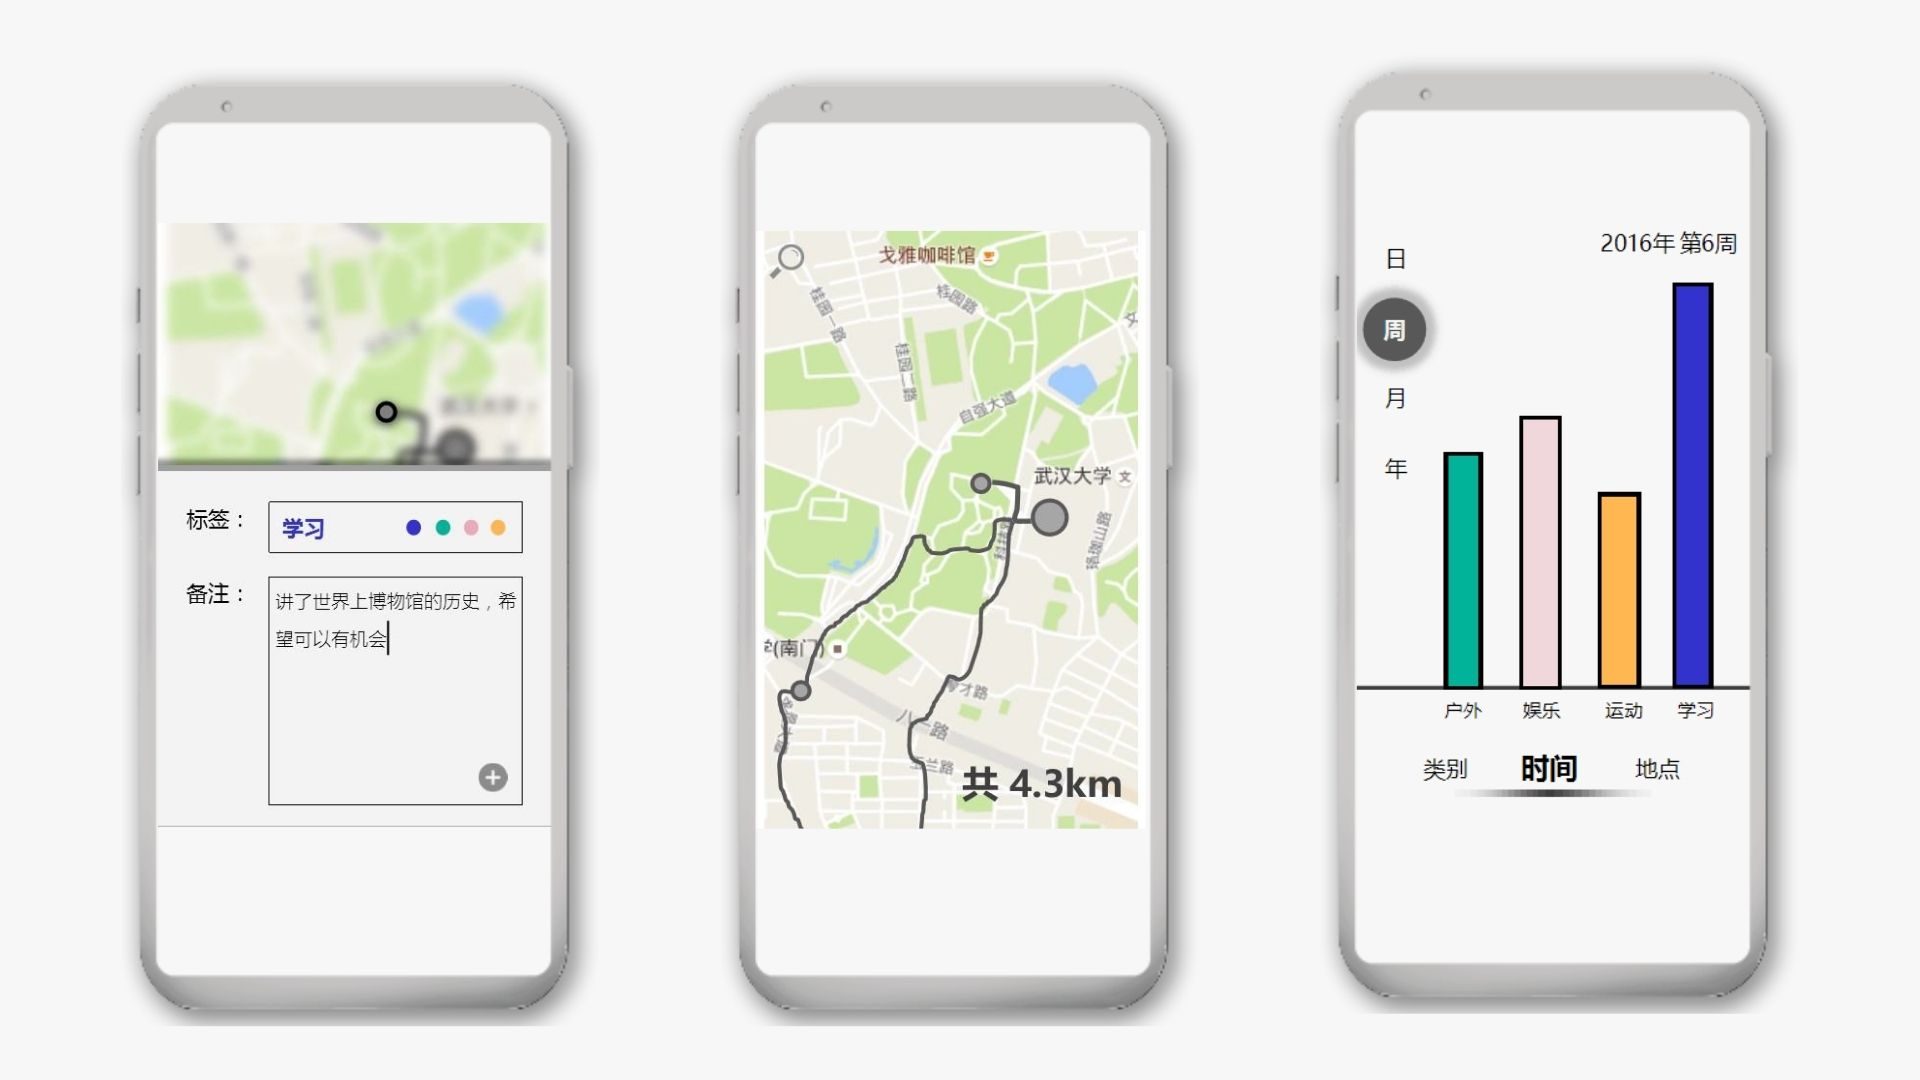 标签：
学习
备注：
讲了世界上博物馆的历史，希
望可以有机会
戈雅咖啡馆
桂园一路
桂园路
桂园二路
自强大道
武汉大学
文
珞珈山路
学(南门)
八一路
共 4.3km
2016年 第6周
日
周
月
年
户外
娱乐
运动
学习
类别
时间
地点